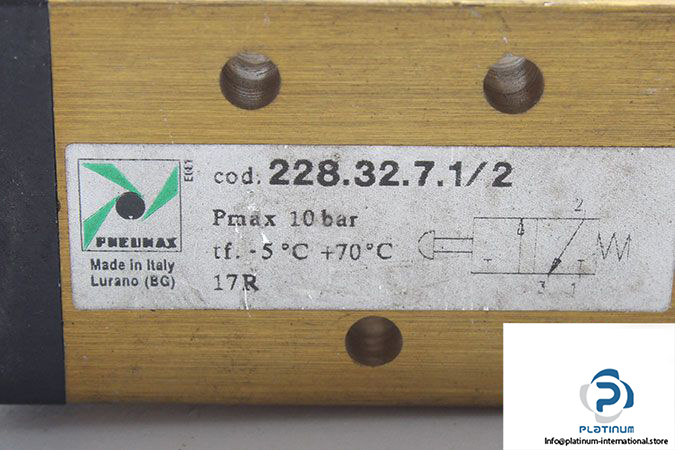 PNEUMAX
Made in Italy
Lurano (BG)
cod. 228.32.7.1/2
Pmax 10 bar
tf. -5°C +70°C
17R
2
3 1
P
PLATINUM
Info@platinum-international.store